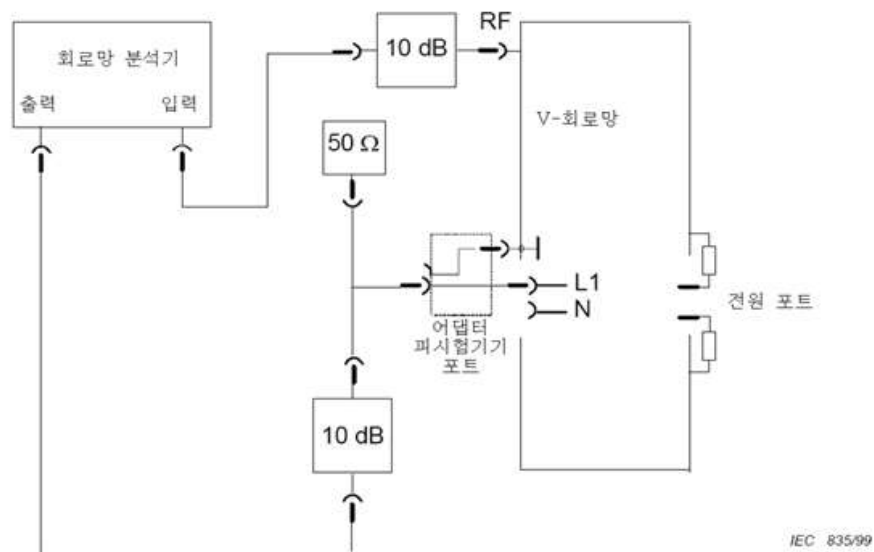 회로망 분석기
출력
입력
10 dB
RF
50 Ω
V-회로망
L1
N
어댑터
피시험기기
포트
전원 포트
10 dB
IEC 835/99